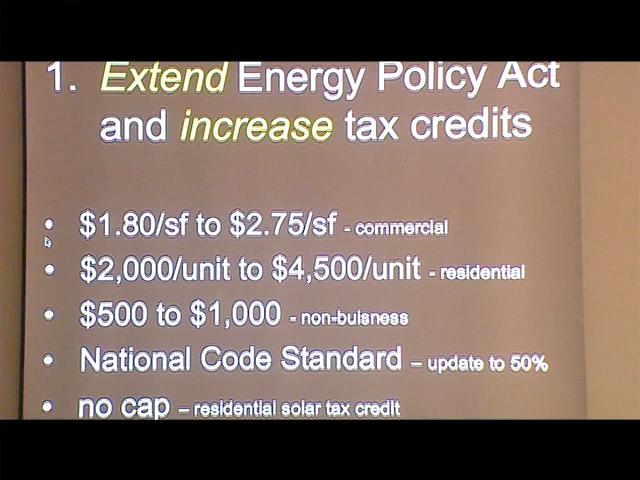 1. Extend Energy Policy Act
and increase tax credits
• $1.80/sf to $2.75/sf - commercial
• $2,000/unit to $4,500/unit - residential
• $500 to $1,000 - non-buisness
• National Code Standard – update to 50%
• no cap – residential solar tax credit